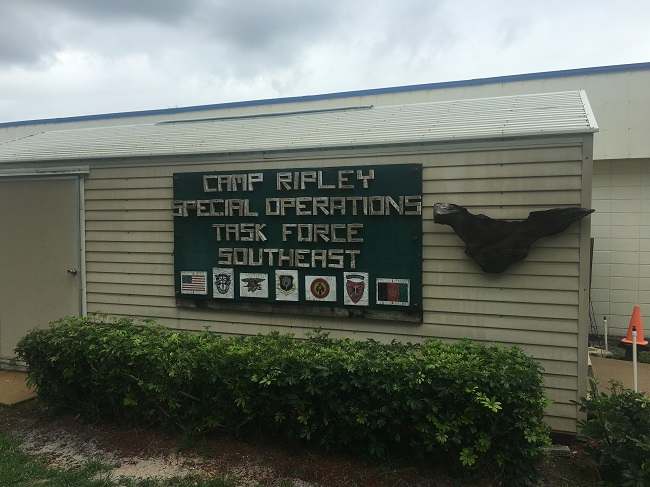 CAMP RIPLEY
SPECIAL OPERATIONS
TASK FORCE
SOUTHEAST